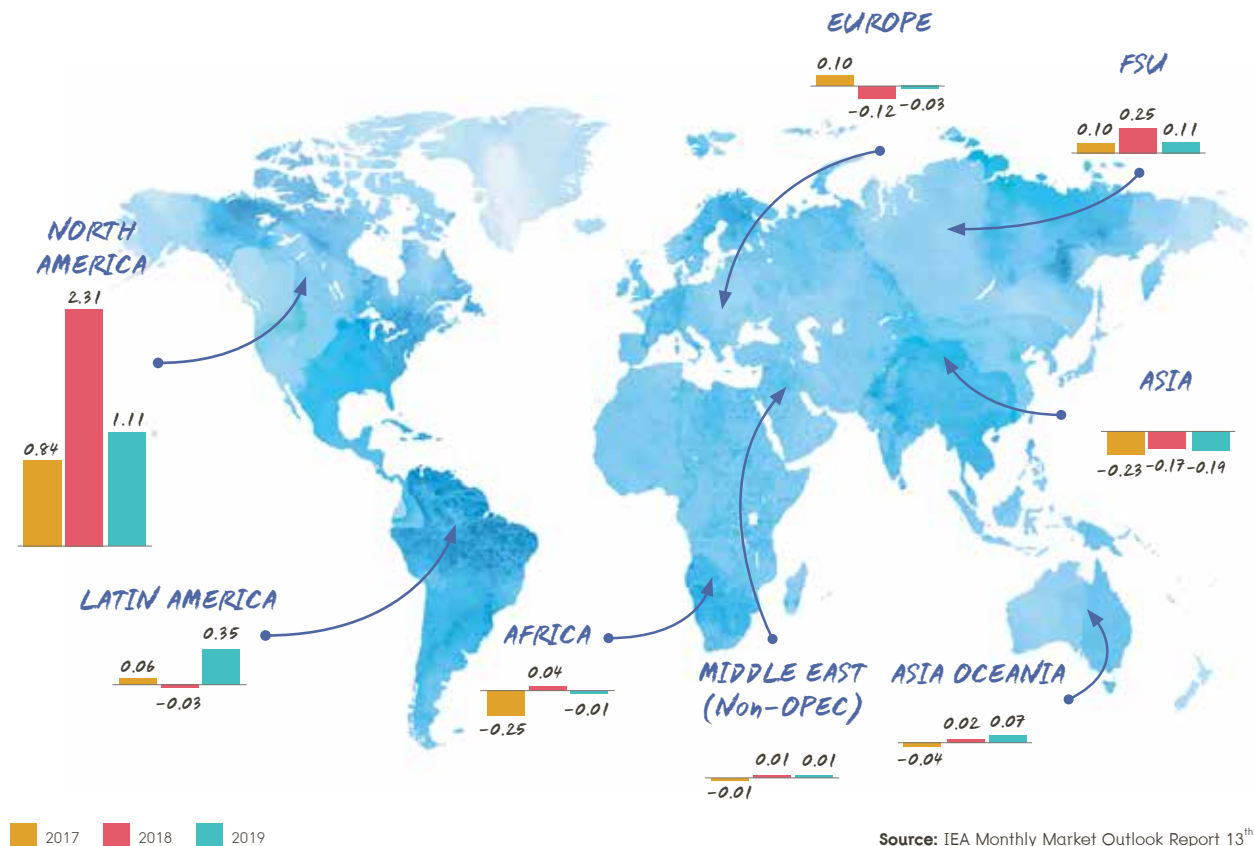 EUROPE
0.10
-0.12
-0.03
FSU
0.10
0.25
0.11
NORTH
AMERICA
0.84
2.31
1.11
ASIA
-0.23
-0.17
-0.19
LATIN AMERICA
0.06
-0.03
0.35
AFRICA
-0.25
0.04
-0.01
MIDDLE EAST
(Non-OPEC)
-0.01
0.01
0.01
ASIA OCEANIA
-0.04
0.02
0.07
2017
2018
2019
Source: IEA Monthly Market Outlook Report 13th